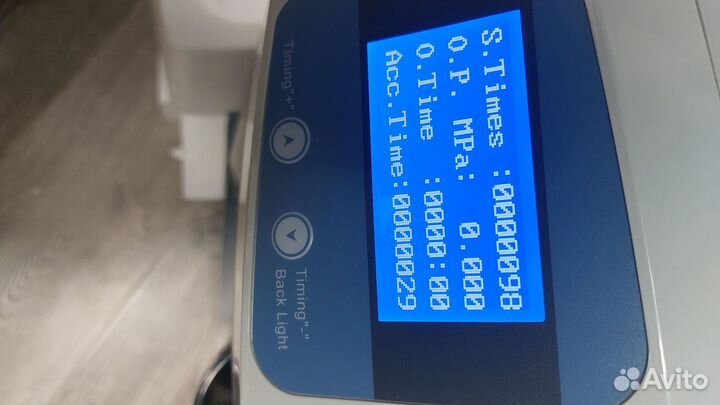 S.Times :0000098
O.P. MPa: 0.000
O.Time :0000:00
Acc.Time:0000029
Timing"+"
Timing"-"
Back Light
Avito